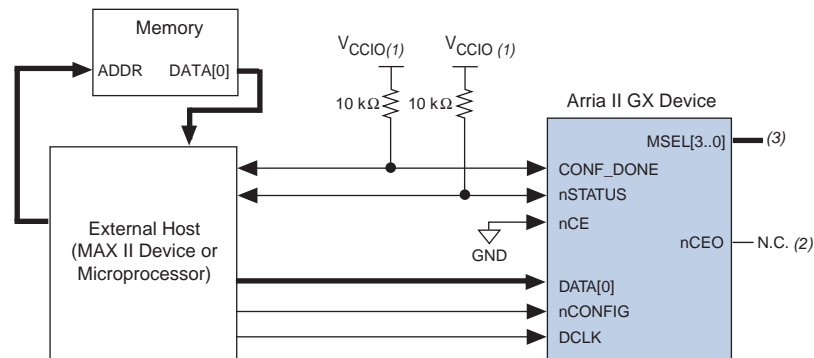 Memory
ADDR DATA[0]
VCCIO(1) VCCIO (1)
10 kΩ 10 kΩ
Arria II GX Device
MSEL[3..0] (3)
CONF_DONE
nSTATUS
nCE
GND
nCEO N.C. (2)
External Host
(MAX II Device or
Microprocessor)
DATA[0]
nCONFIG
DCLK